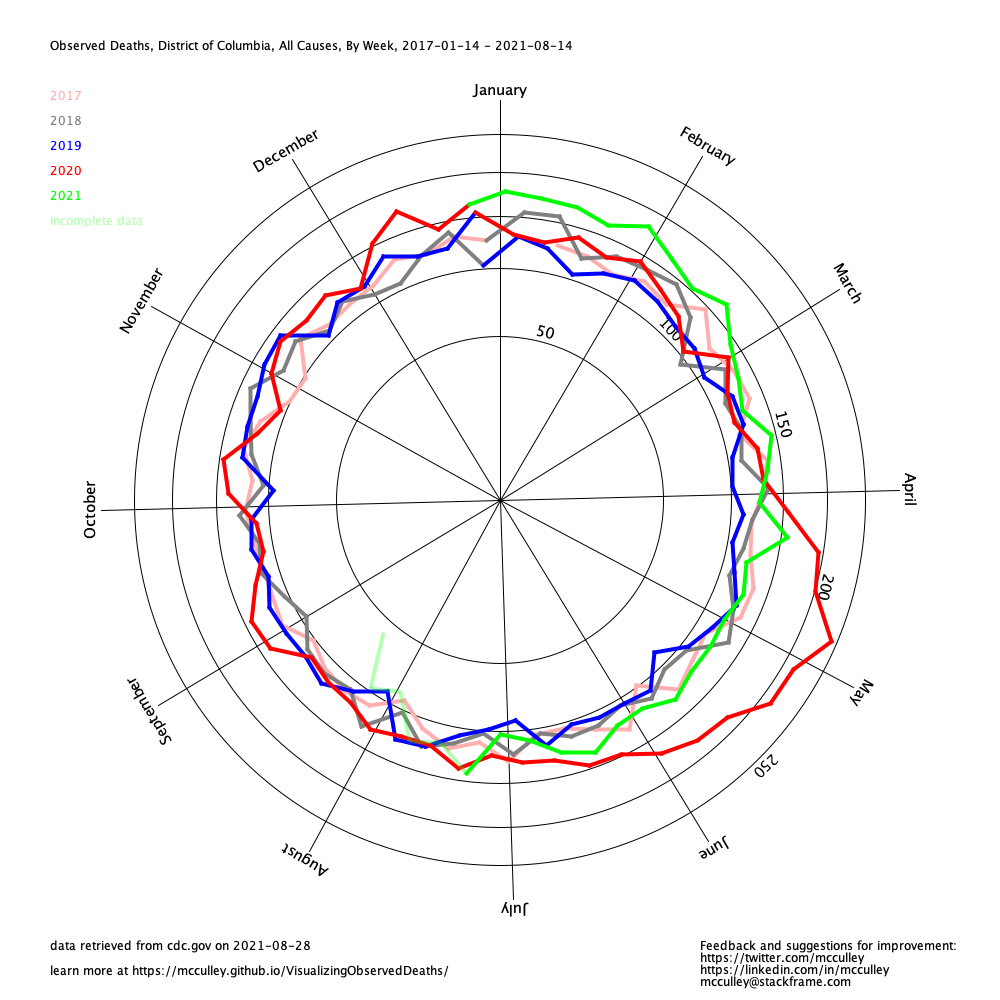 Observed Deaths, District of Columbia, All Causes, By Week, 2017-01-14 - 2021-08-14
January
2017
2018
2019
2020
2021
incomplete data
December
February
November
March
50
100
150
April
October
200
September
May
250
August
June
July
data retrieved from cdc.gov on 2021-08-28
learn more at https://mcculley.github.io/VisualizingObservedDeaths/
Feedback and suggestions for improvement:
https://twitter.com/mcculley
https://linkedin.com/in/mcculley
mcculley@stackframe.com